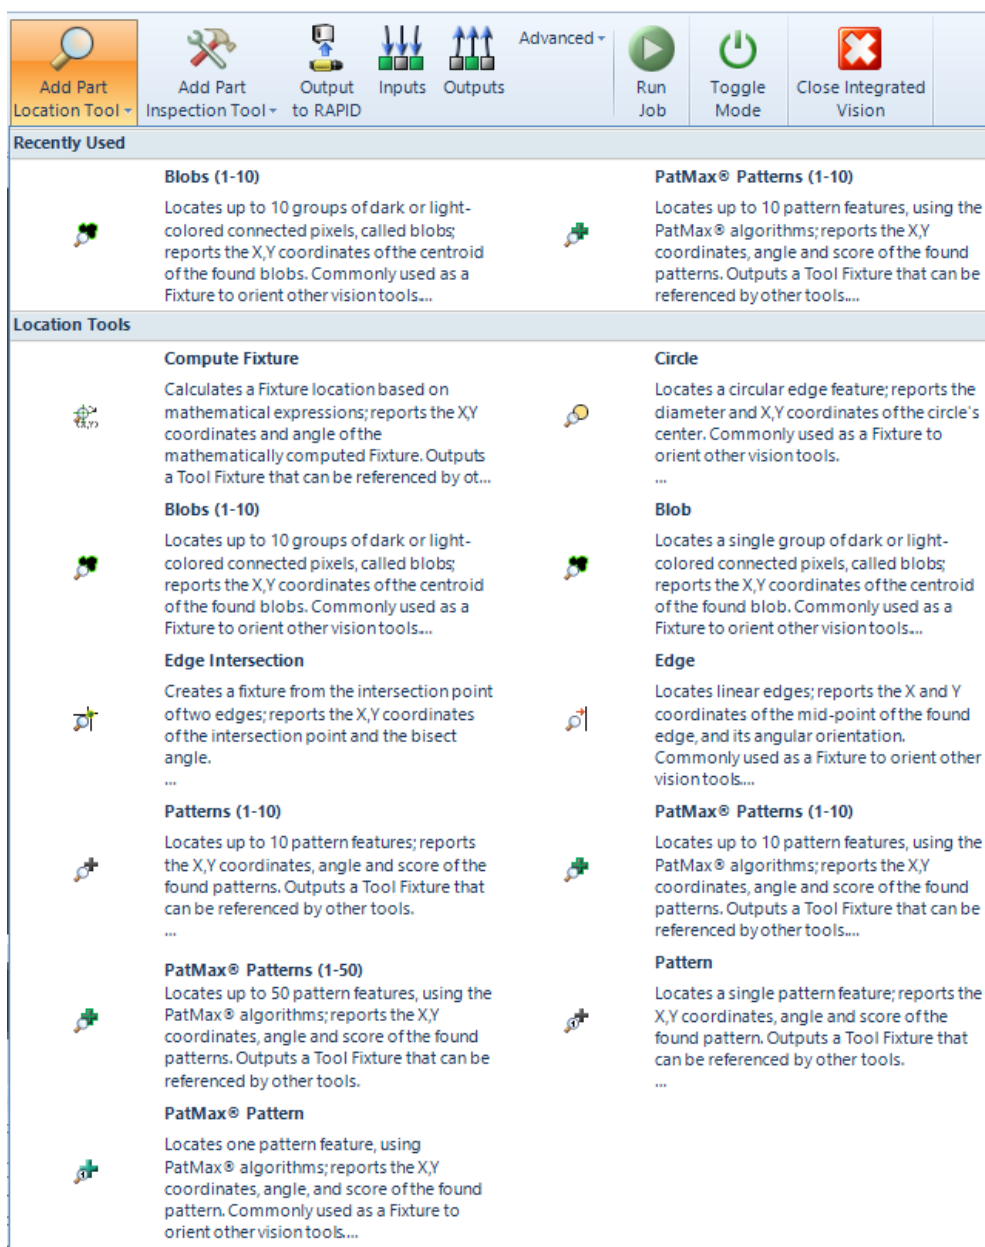 Add Part
Location Tool
Add Part
Inspection Tool
Output
to RAPID
Inputs
Outputs
Advanced
Run
Job
Toggle
Mode
Close Integrated
Vision
Recently Used
Blobs (1-10)
Locates up to 10 groups of dark or light-
colored connected pixels, called blobs;
reports the X,Y coordinates of the centroid
of the found blobs. Commonly used as a
Fixture to orient other vision tools....
PatMax® Patterns (1-10)
Locates up to 10 pattern features, using the
PatMax® algorithms; reports the X,Y
coordinates, angle and score of the found
patterns. Outputs a Tool Fixture that can be
referenced by other tools....
Location Tools
Compute Fixture
Calculates a Fixture location based on
mathematical expressions; reports the X,Y
coordinates and angle of the
mathematically computed Fixture. Outputs
a Tool Fixture that can be referenced by ot...
Circle
Locates a circular edge feature; reports the
diameter and X,Y coordinates of the circle's
center. Commonly used as a Fixture to
orient other vision tools.
...
Blobs (1-10)
Locates up to 10 groups of dark or light-
colored connected pixels, called blobs;
reports the X,Y coordinates of the centroid
of the found blobs. Commonly used as a
Fixture to orient other vision tools....
Blob
Locates a single group of dark or light-
colored connected pixels, called blobs;
reports the X,Y coordinates of the centroid
of the found blob. Commonly used as a
Fixture to orient other vision tools....
Edge Intersection
Creates a fixture from the intersection point
of two edges; reports the X,Y coordinates
of the intersection point and the bisect
angle.
...
Edge
Locates linear edges; reports the X and Y
coordinates of the mid-point of the found
edge, and its angular orientation.
Commonly used as a Fixture to orient other
vision tools....
Patterns (1-10)
Locates up to 10 pattern features; reports
the X,Y coordinates, angle and score of the
found patterns. Outputs a Tool Fixture that
can be referenced by other tools.
...
PatMax® Patterns (1-10)
Locates up to 10 pattern features, using the
PatMax® algorithms; reports the X,Y
coordinates, angle and score of the found
patterns. Outputs a Tool Fixture that can be
referenced by other tools....
PatMax® Patterns (1-50)
Locates up to 50 pattern features, using the
PatMax® algorithms; reports the X,Y
coordinates, angle and score of the found
patterns. Outputs a Tool Fixture that can be
referenced by other tools.
Pattern
Locates a single pattern feature; reports the
X,Y coordinates, angle and score of the
found pattern. Outputs a Tool Fixture that
can be referenced by other tools.
...
PatMax® Pattern
Locates one pattern feature, using
PatMax® algorithms; reports the X,Y
coordinates, angle, and score of the found
pattern. Commonly used as a Fixture to
orient other vision tools....